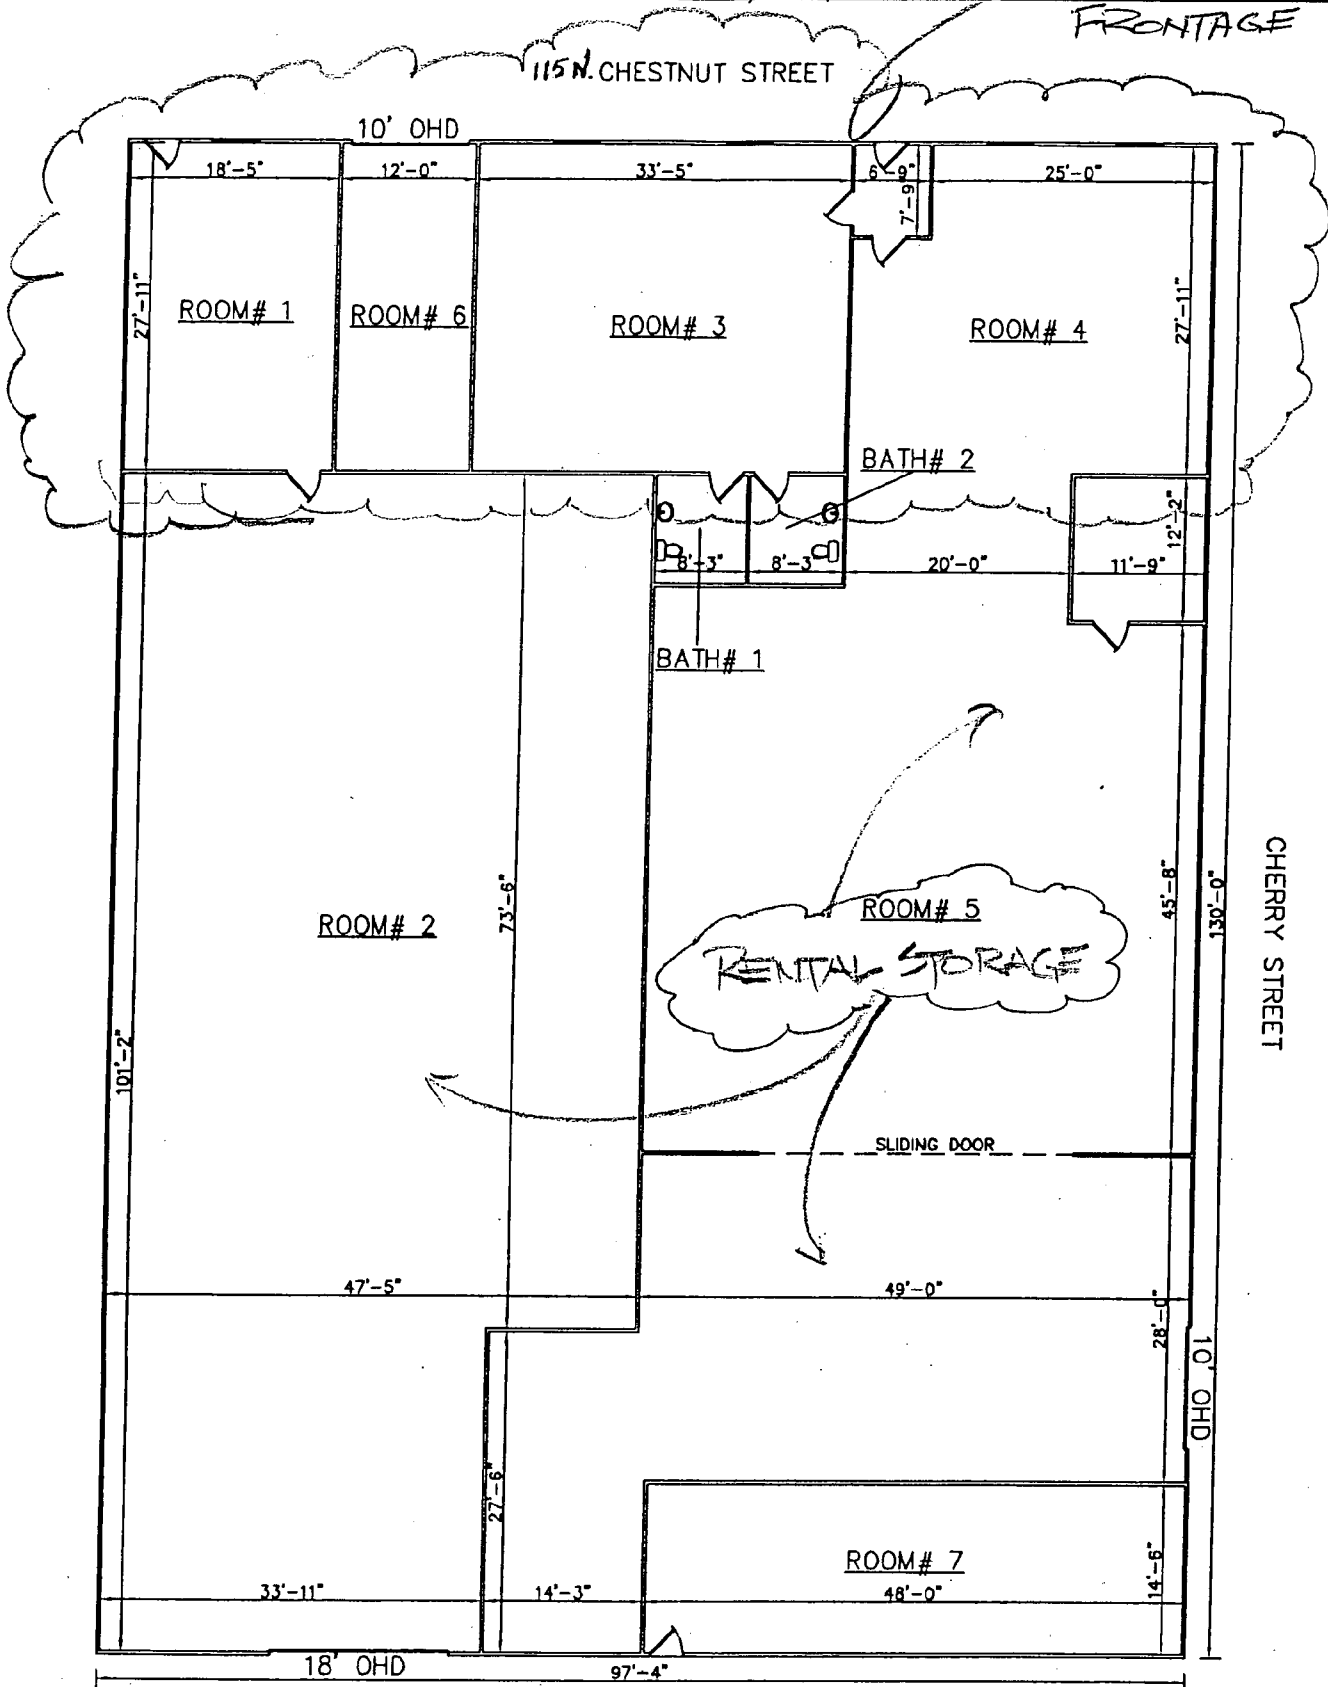 FRONTAGE
115 N. CHESTNUT STREET
10' OHD
18'-5" 12'-0" 33'-5" 6'-9" 25'-0"
7'-9"
27'-11" 27'-11"
ROOM# 1 ROOM# 6 ROOM# 3 ROOM# 4
BATH# 2
12'-2"
8'-3" 8'-3" 20'-0" 11'-9"
BATH# 1
CHERRY STREET
73'-6" 45'-8" 130'-0"
ROOM# 2 ROOM# 5
RENTAL STORAGE
101'-2"
SLIDING DOOR
47'-5" 49'-0"
28'-0"
10' OHD
27'-6"
ROOM# 7
14'-6"
33'-11" 14'-3" 48'-0"
18' OHD
97'-4"